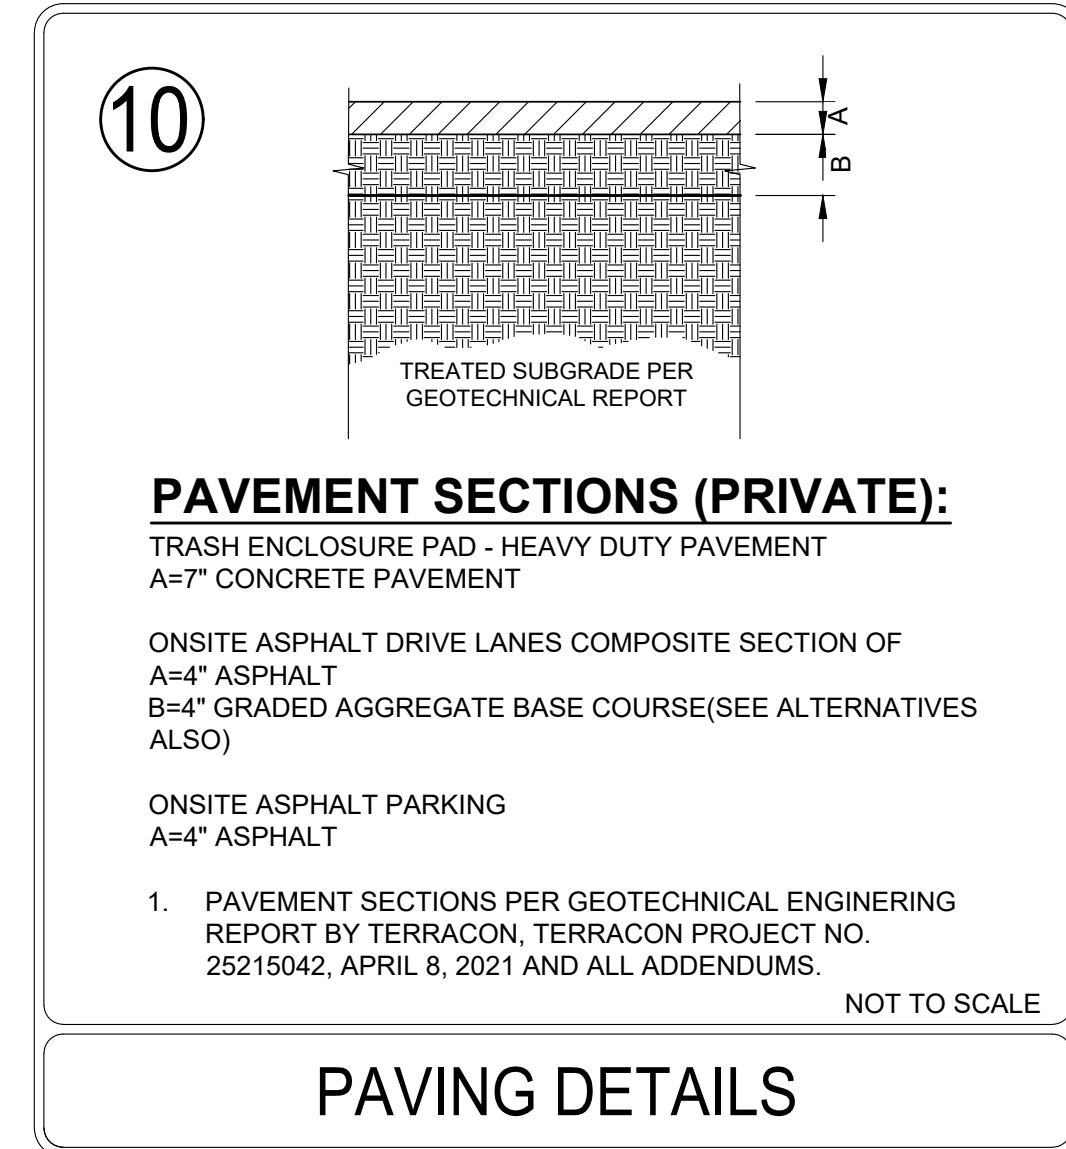 10
A
B
TREATED SUBGRADE PER
GEOTECHNICAL REPORT
PAVEMENT SECTIONS (PRIVATE):
TRASH ENCLOSURE PAD - HEAVY DUTY PAVEMENT
A=7" CONCRETE PAVEMENT
ONSITE ASPHALT DRIVE LANES COMPOSITE SECTION OF
A=4" ASPHALT
B=4" GRADED AGGREGATE BASE COURSE(SEE ALTERNATIVES
ALSO)
ONSITE ASPHALT PARKING
A=4" ASPHALT
1. PAVEMENT SECTIONS PER GEOTECHNICAL ENGINERING
REPORT BY TERRACON, TERRACON PROJECT NO.
25215042, APRIL 8, 2021 AND ALL ADDENDUMS.
NOT TO SCALE
PAVING DETAILS